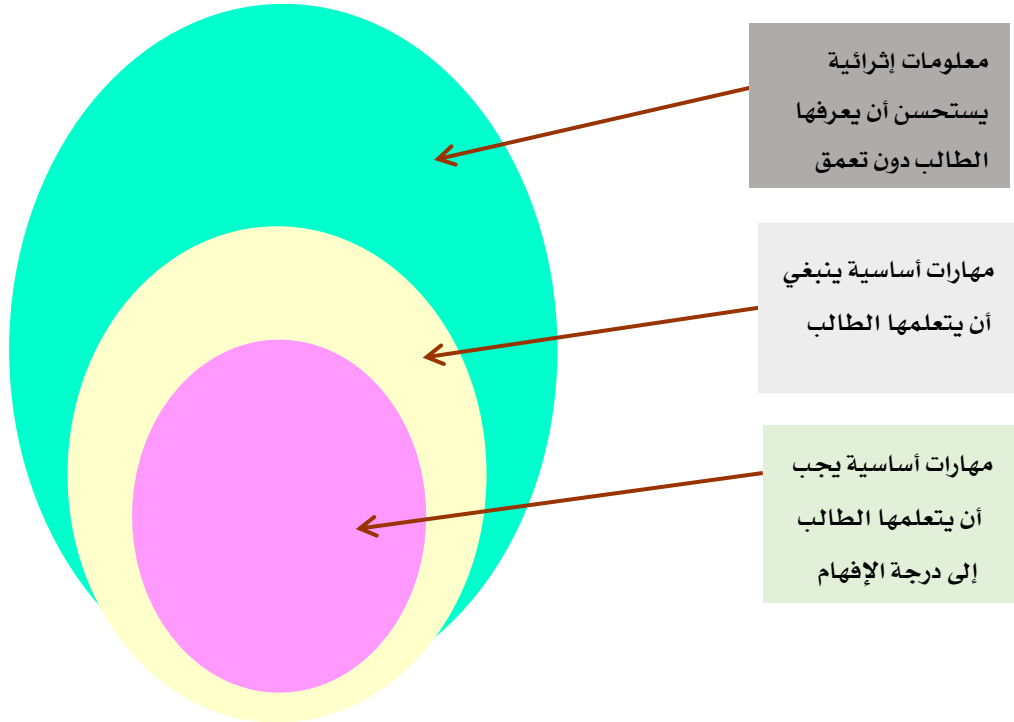 معلومات إثرائية
يستحسن أن يعرفها
الطالب دون تعمق
مهارات أساسية ينبغي
أن يتعلمها الطالب
مهارات أساسية يجب
أن يتعلمها الطالب
إلى درجة الإفهام